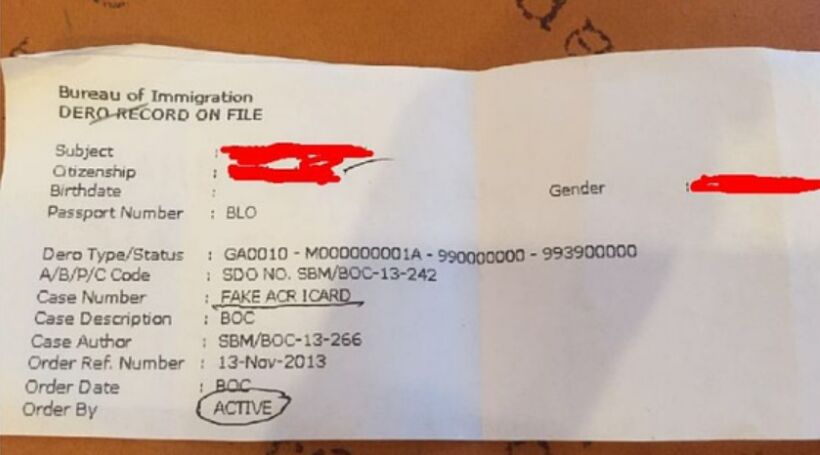 Bureau of Immigration
DERO RECORD ON FILE
Subject :
Citizenship :
Birthdate : Gender :
Passport Number : BLO
Dero Type/Status : GA0010 - M000000001A - 990000000 - 993900000
A/B/P/C Code : SDO NO. SBM/BOC-13-242
Case Number : FAKE ACR ICARD
Case Description : BOC
Case Author : SBM/BOC-13-266
Order Ref. Number : 13-Nov-2013
Order Date : BOC
Order By : ACTIVE